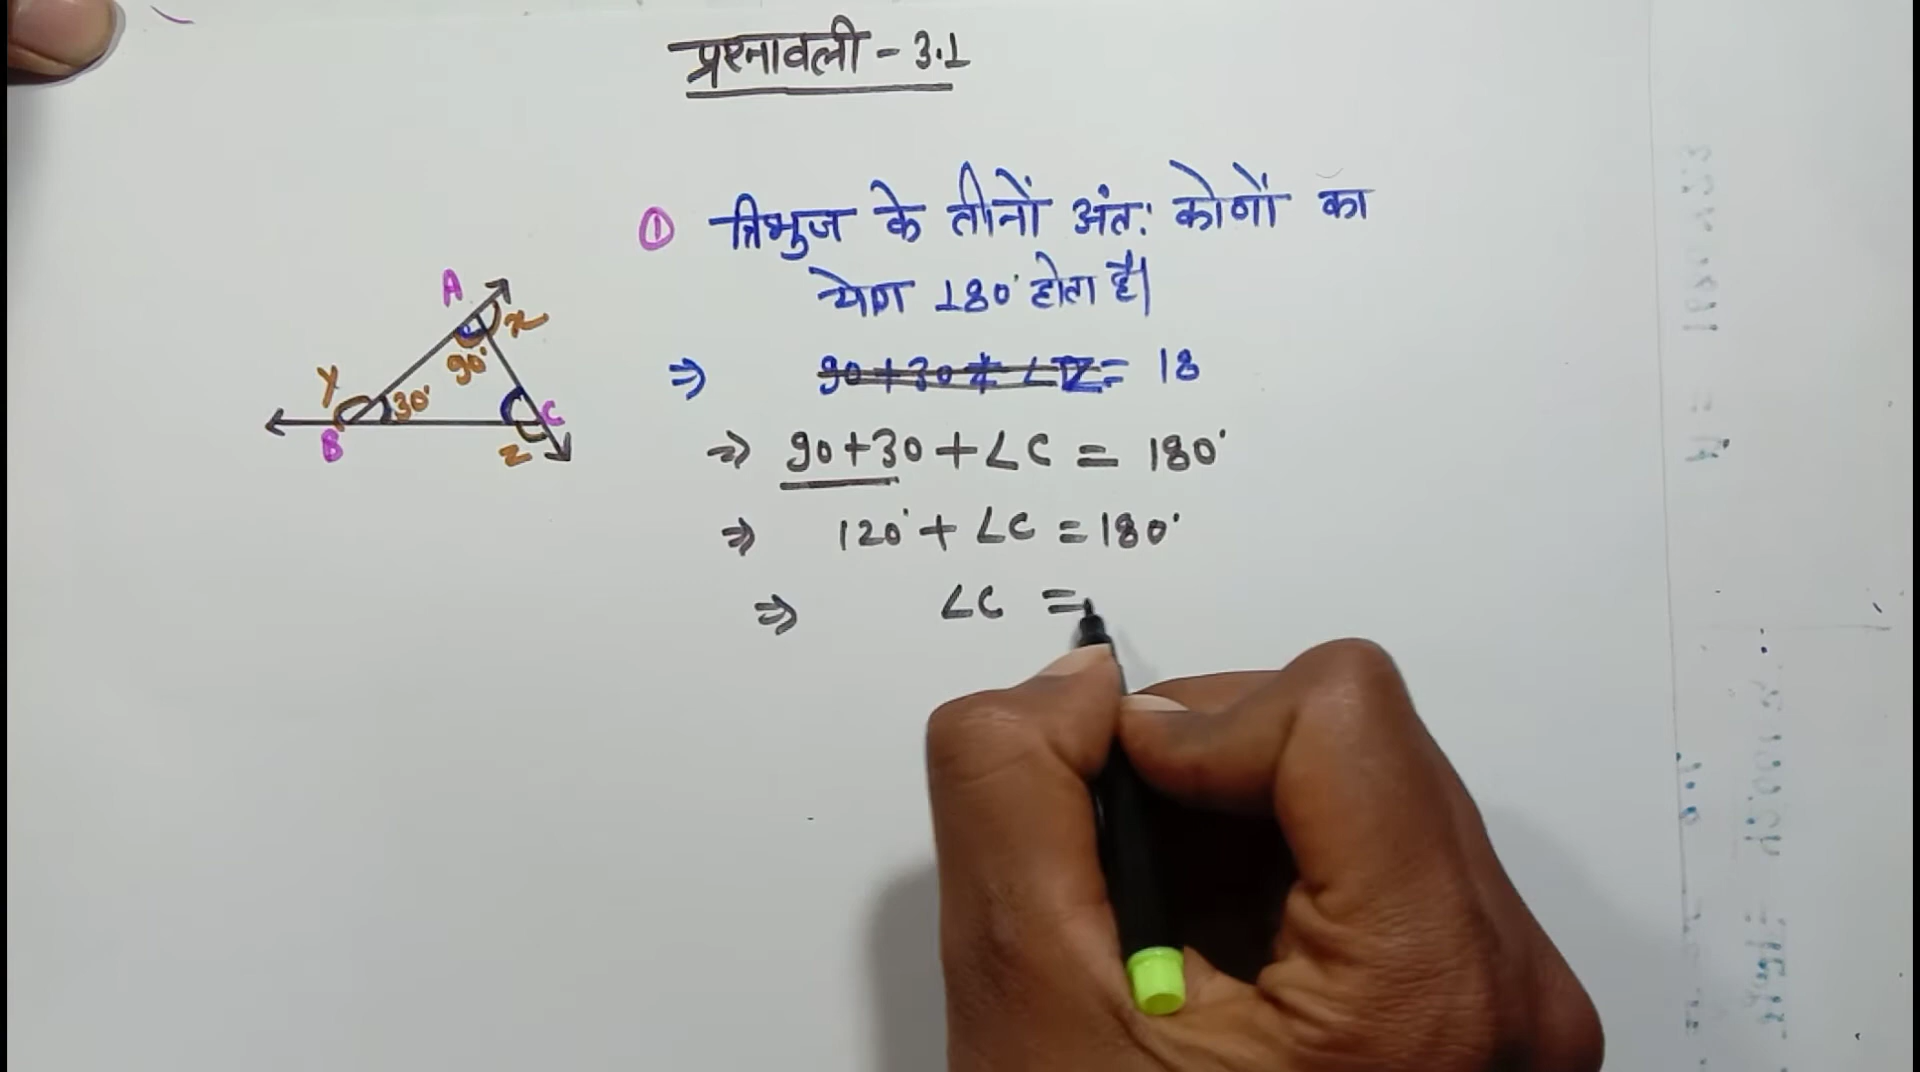 प्रश्नावली - 3.1
① त्रिभुज के तीनों अंत: कोणों का
योग 180° होता है।
⇒ 90+30+∠Z = 18
⇒ 90+30+∠C = 180°
⇒ 120°+∠C = 180°
⇒ ∠C =
A
x
90°
y
30°
C
B
z